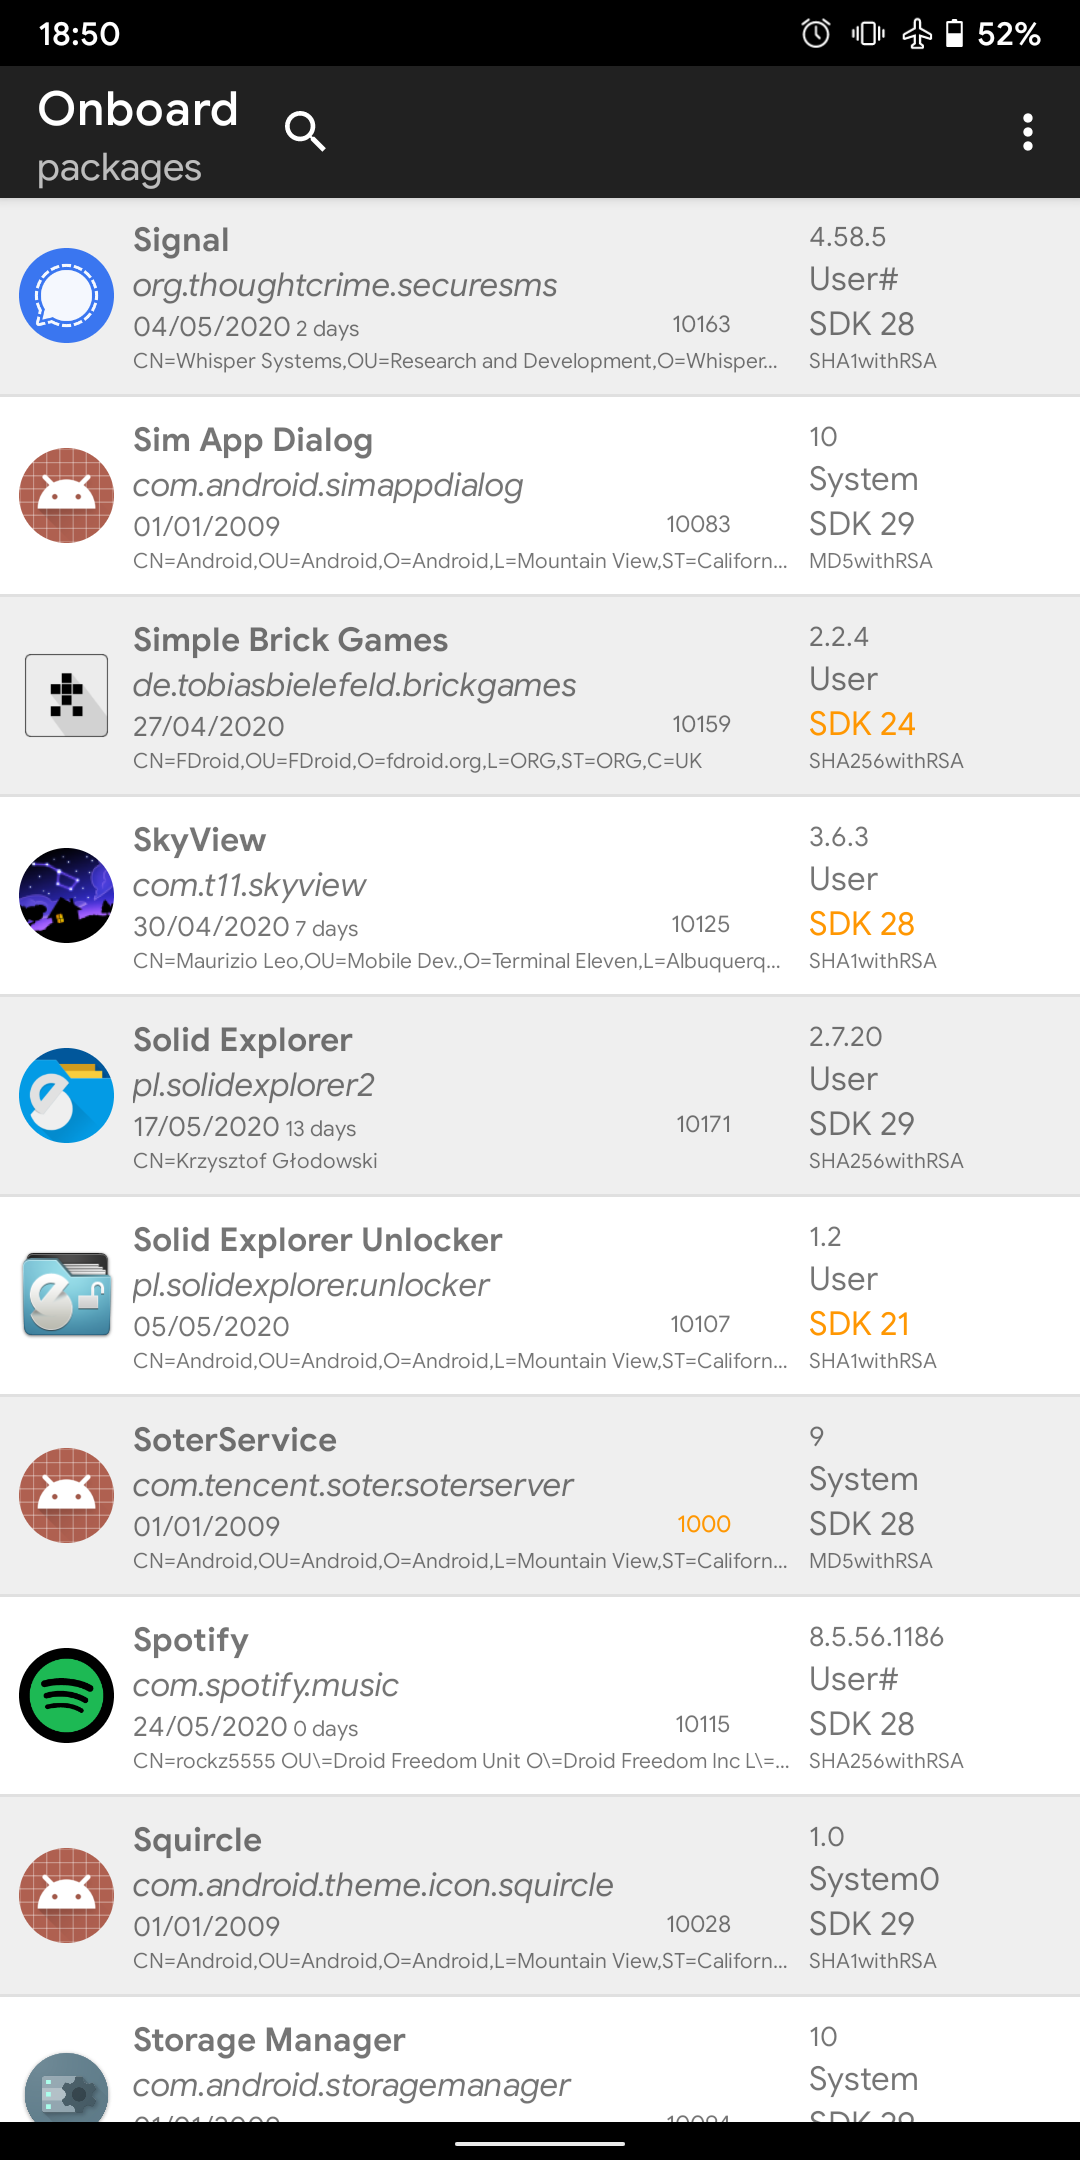 18:50 52%
Onboard
packages
Signal 4.58.5
org.thoughtcrime.securesms User#
04/05/2020 2 days 10163 SDK 28
CN=Whisper Systems,OU=Research and Development,O=Whisper... SHA1withRSA
Sim App Dialog 10
com.android.simappdialog System
01/01/2009 10083 SDK 29
CN=Android,OU=Android,O=Android,L=Mountain View,ST=Californ... MD5withRSA
Simple Brick Games 2.2.4
de.tobiasbielefeld.brickgames User
27/04/2020 10159 SDK 24
CN=FDroid,OU=FDroid,O=fdroid.org,L=ORG,ST=ORG,C=UK SHA256withRSA
SkyView 3.6.3
com.t11.skyview User
30/04/2020 7 days 10125 SDK 28
CN=Maurizio Leo,OU=Mobile Dev.,O=Terminal Eleven,L=Albuquerq... SHA1withRSA
Solid Explorer 2.7.20
pl.solidexplorer2 User
17/05/2020 13 days 10171 SDK 29
CN=Krzysztof Głodowski SHA256withRSA
Solid Explorer Unlocker 1.2
pl.solidexplorer.unlocker User
05/05/2020 10107 SDK 21
CN=Android,OU=Android,O=Android,L=Mountain View,ST=Californ... SHA1withRSA
SoterService 9
com.tencent.soter.soterserver System
01/01/2009 1000 SDK 28
CN=Android,OU=Android,O=Android,L=Mountain View,ST=Californ... MD5withRSA
Spotify 8.5.56.1186
com.spotify.music User#
24/05/2020 0 days 10115 SDK 28
CN=rockz5555 OU\=Droid Freedom Unit O\=Droid Freedom Inc L\=... SHA256withRSA
Squircle 1.0
com.android.theme.icon.squircle System0
01/01/2009 10028 SDK 29
CN=Android,OU=Android,O=Android,L=Mountain View,ST=Californ... SHA1withRSA
Storage Manager 10
com.android.storagemanager System
01/01/2009 SDK 29